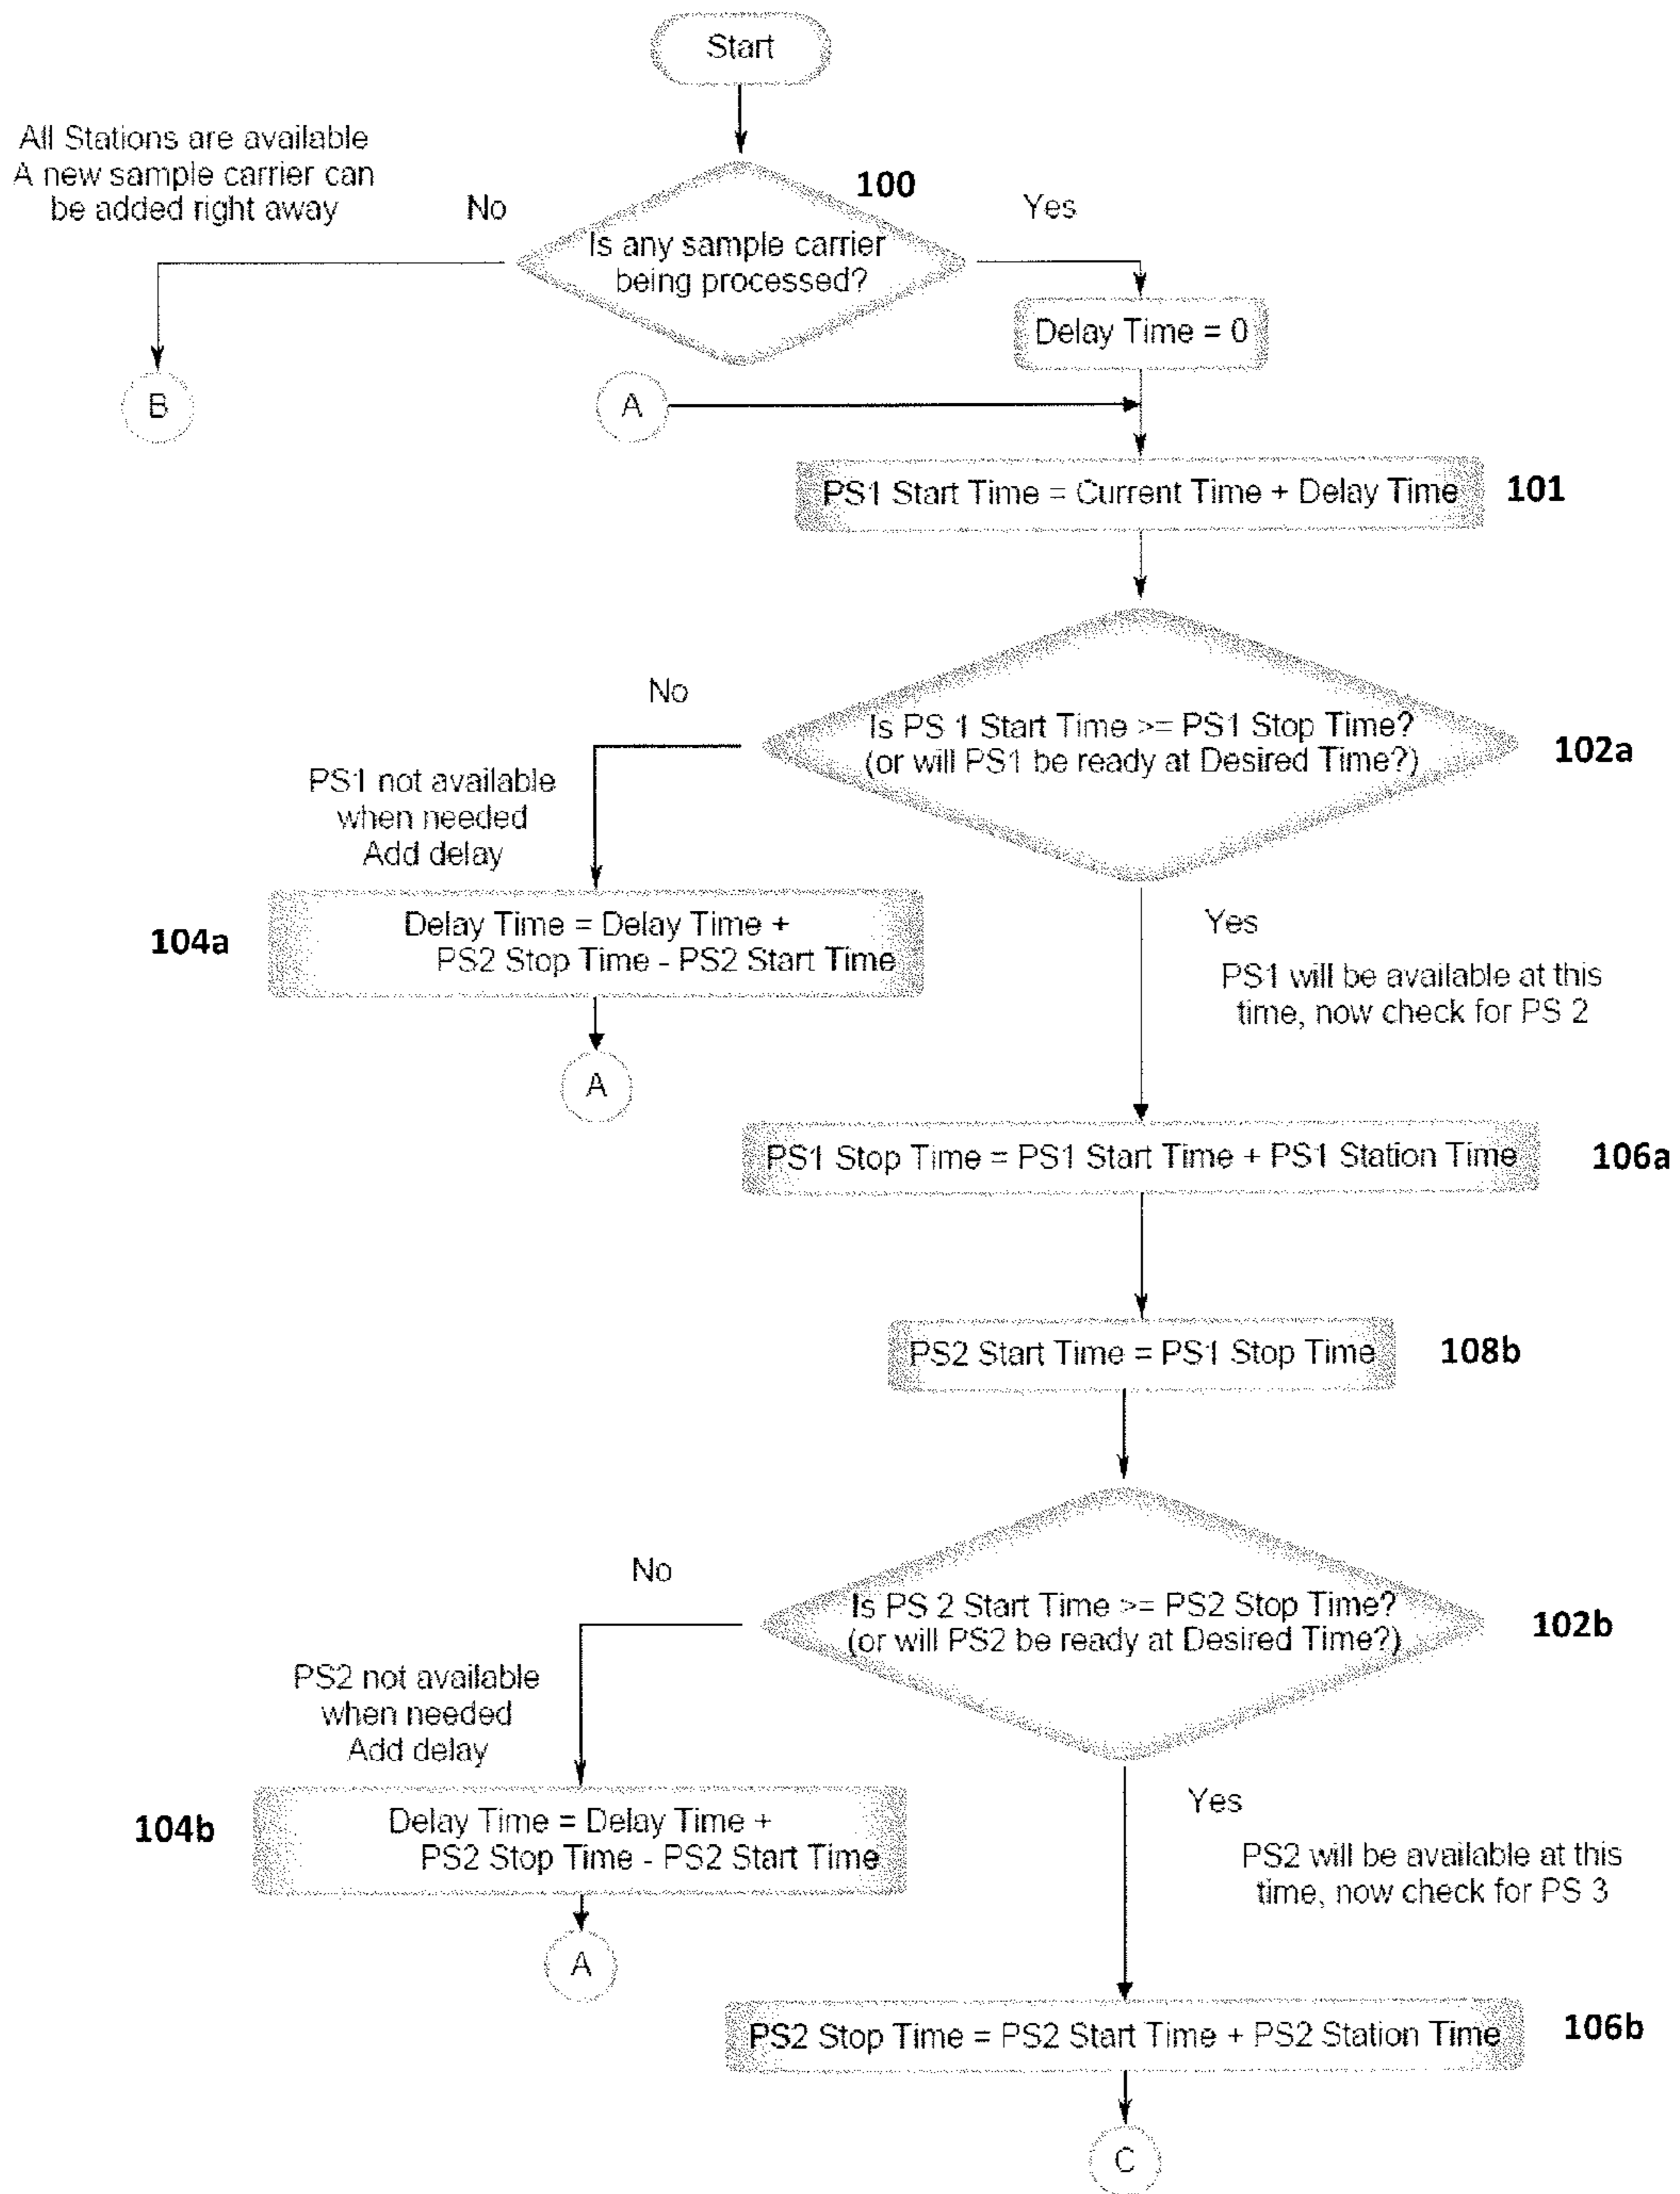 Start
All Stations are available
A new sample carrier can
be added right away
No
100
Yes
Is any sample carrier
being processed?
Delay Time = 0
B
A
PS1 Start Time = Current Time + Delay Time
101
No
Is PS 1 Start Time >= PS1 Stop Time?
(or will PS1 be ready at Desired Time?)
102a
PS1 not available
when needed
Add delay
104a
Delay Time = Delay Time +
PS2 Stop Time - PS2 Start Time
Yes
PS1 will be available at this
time, now check for PS 2
A
PS1 Stop Time = PS1 Start Time + PS1 Station Time
106a
PS2 Start Time = PS1 Stop Time
108b
No
Is PS 2 Start Time >= PS2 Stop Time?
(or will PS2 be ready at Desired Time?)
102b
PS2 not available
when needed
Add delay
104b
Delay Time = Delay Time +
PS2 Stop Time - PS2 Start Time
Yes
PS2 will be available at this
time, now check for PS 3
A
PS2 Stop Time = PS2 Start Time + PS2 Station Time
106b
C